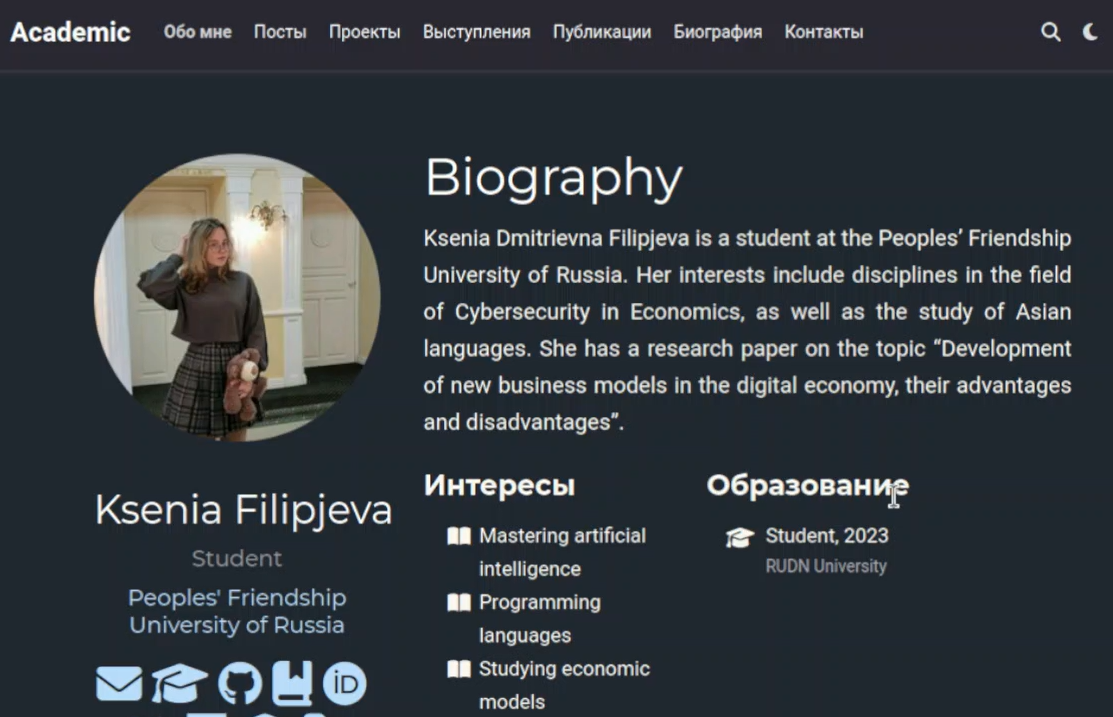 Academic Обо мне Посты Проекты Выступления Публикации Биография Контакты
Biography
Ksenia Dmitrievna Filipjeva is a student at the Peoples’ Friendship
University of Russia. Her interests include disciplines in the field
of Cybersecurity in Economics, as well as the study of Asian
languages. She has a research paper on the topic “Development
of new business models in the digital economy, their advantages
and disadvantages”.
Ksenia Filipjeva
Student
Peoples' Friendship
University of Russia
iD
Интересы
Mastering artificial
intelligence
Programming
languages
Studying economic
models
Образование
Student, 2023
RUDN University